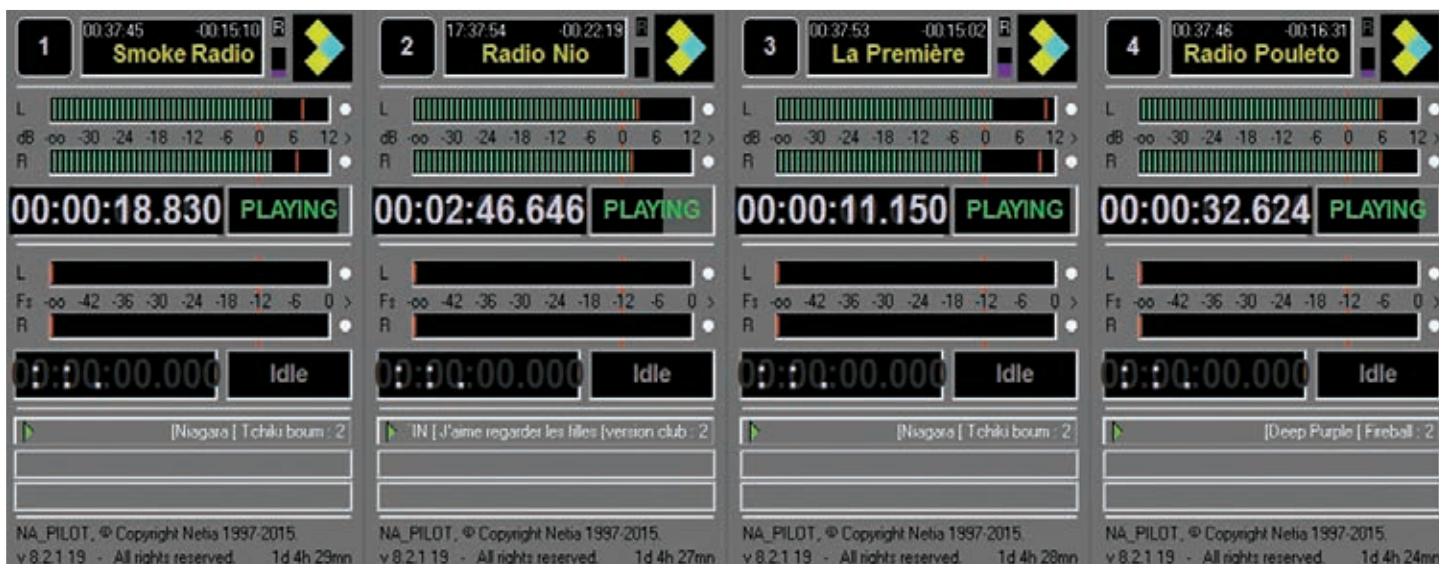 1
00:37:45 -00:15:10 R
Smoke Radio
L
dB -oo -30 -24 -18 -12 -6 0 6 12 >
R
00:00:18.830 PLAYING
L
Fs -oo -42 -36 -30 -24 -18 -12 -6 0 >
R
00:00:00.000 Idle
[Niagara [ Tchiki boum : 2
NA_PILOT, © Copyright Netia 1997-2015.
v 8.2.1.19 - All rights reserved. 1d 4h 29mn
2
17:37:54 -00:22:19 R
Radio Nio
L
dB -oo -30 -24 -18 -12 -6 0 6 12 >
R
00:02:46.646 PLAYING
L
Fs -oo -42 -36 -30 -24 -18 -12 -6 0 >
R
00:00:00.000 Idle
IN [ J'aime regarder les filles (version club : 2
NA_PILOT, © Copyright Netia 1997-2015.
v 8.2.1.19 - All rights reserved. 1d 4h 27mn
3
00:37:53 -00:15:02 R
La Première
L
dB -oo -30 -24 -18 -12 -6 0 6 12 >
R
00:00:11.150 PLAYING
L
Fs -oo -42 -36 -30 -24 -18 -12 -6 0 >
R
00:00:00.000 Idle
[Niagara [ Tchiki boum : 2
NA_PILOT, © Copyright Netia 1997-2015.
v 8.2.1.19 - All rights reserved. 1d 4h 28mn
4
00:37:46 -00:16:31 R
Radio Pouleto
L
dB -oo -30 -24 -18 -12 -6 0 6 12 >
R
00:00:32.624 PLAYING
L
Fs -oo -42 -36 -30 -24 -18 -12 -6 0 >
R
00:00:00.000 Idle
[Deep Purple [ Fireball : 2
NA_PILOT, © Copyright Netia 1997-2015.
v 8.2.1.19 - All rights reserved. 1d 4h 24mn